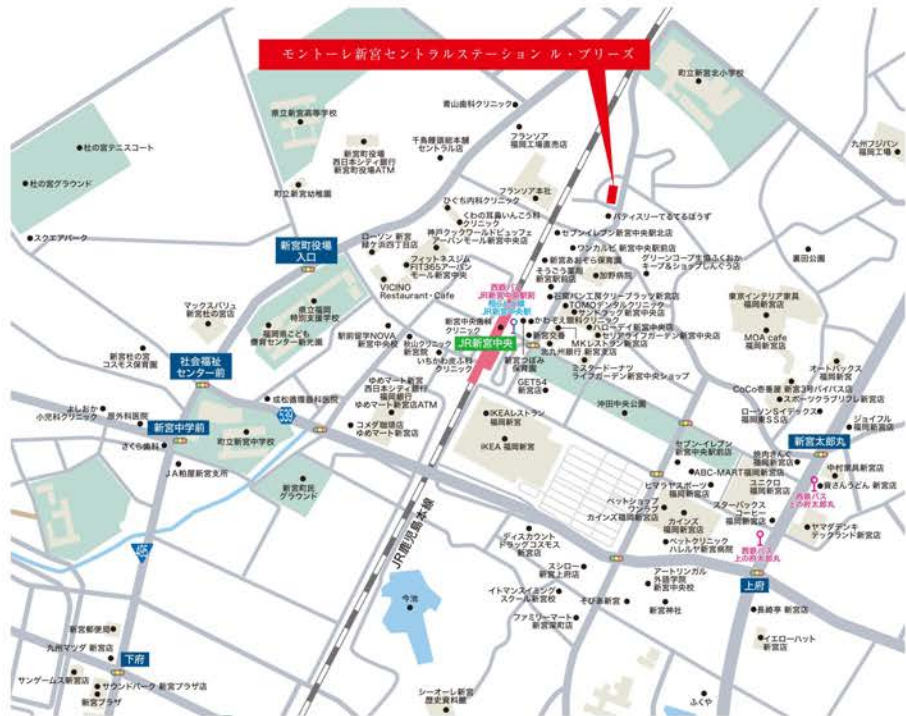 モントーレ新宮セントラルステーション ル・ブリーズ
町立新宮北小学校
青山歯科クリニック
県立新宮高等学校
杜の宮テニスコート
新宮町役場
西日本シティ銀行
新宮町役場ATM
千鳥饅頭総本舗
セントラル店
フランソア
福岡工場直売店
九州フジパン
福岡工場
杜の宮グラウンド
町立新宮幼稚園
フランソア本社
ひぐち内科クリニック
くわの耳鼻いんこう科
クリニック
パティスリーてるてるぼうず
スクエアパーク
新宮町役場
入口
ローソン 新宮
緑ケ浜四丁目店
神戸クックワールドビュッフェ
アーバンモール新宮中央店
セブンイレブン新宮中央駅北店
ワンカルビ 新宮中央駅前店
フィットネスジム
FIT365アーバン
モール新宮中央
新宮あおぞら保育園
そうごう薬局
新宮駅前店
加野病院
グリーンコープ生協ふくおか
キープ&ショップしんぐう店
裏田公園
VICINO
Restaurant・Cafe
西鉄バス
JR新宮中央駅前
JR新宮中央駅
石窯パン工房クリーブラッツ新宮店
TOMOデンタルクリニック
サンドラッグ新宮中央店
東京インテリア家具
福岡新宮店
マックスバリュ
新宮杜の宮店
県立福岡
特別支援学校
福岡県こども
療育センター新光園
新宮中央歯科
クリニック
かわぞえ眼科クリニック
ハローデイ新宮中央店
セリアライフガーデン新宮中央店
MOA cafe
福岡新宮店
駅前留学NOVA
新宮中央校
秋山クリニック
新宮院
JR新宮中央
新宮交番
MKレストラン新宮店
北九州銀行 新宮支店
新宮杜の宮
コスモス保育園
社会福祉
センター前
いちかわ皮ふ科
クリニック
新宮つぼみ
保育園
ミスタードーナツ
ライフガーデン新宮中央ショップ
オートバックス
福岡新宮
ゆめマート新宮
西日本シティ銀行
福岡銀行
ゆめマート新宮店ATM
GET54
新宮店
CoCo壱番屋 新宮3号バイパス店
スポーツクラブリフレ新宮店
よしおか
小児科クリニック
屋外科医院
成松循環器科医院
539
IKEAレストラン
福岡新宮
沖田中央公園
ローソンSイデックス
福岡東SS店
ジョイフル
福岡新宮店
新宮中学前
コメダ珈琲店
ゆめマート新宮店
さくら歯科
町立新宮中学校
IKEA 福岡新宮
セブン-イレブン
新宮中央駅前店
焼肉きんぐ
福岡新宮店
新宮太郎丸
JA粕屋新宮支所
ABC-MART福岡新宮店
中村家具新宮店
新宮町民
グラウンド
ヒマラヤスポーツ
福岡新宮店
ユニクロ
福岡新宮店
資さんうどん 新宮店
西鉄バス
上の府太郎丸
ペットショップ
ワンラブ
カインズ福岡新宮店
スターバックス
コーヒー
福岡新宮店
カインズ
福岡新宮店
ヤマダデンキ
テックランド新宮店
JR鹿児島本線
495
ディスカウント
ドラッグコスモス
新宮店
ペットクリニック
ハレルヤ新宮病院
西鉄バス
上の府太郎丸
スシロー
新宮上府店
上府
今池
イトマンスイミング
スクール新宮校
アートリンガル
外語学院
新宮中央校
そぴあ新宮
新宮神社
長崎亭 新宮店
ファミリーマート
新宮深町店
新宮郵便局
九州マツダ 新宮店
イエローハット
新宮店
下府
サンゲームス新宮店
サウンドパーク 新宮プラザ店
新宮プラザ
シーオーレ新宮
歴史資料館
ふくや